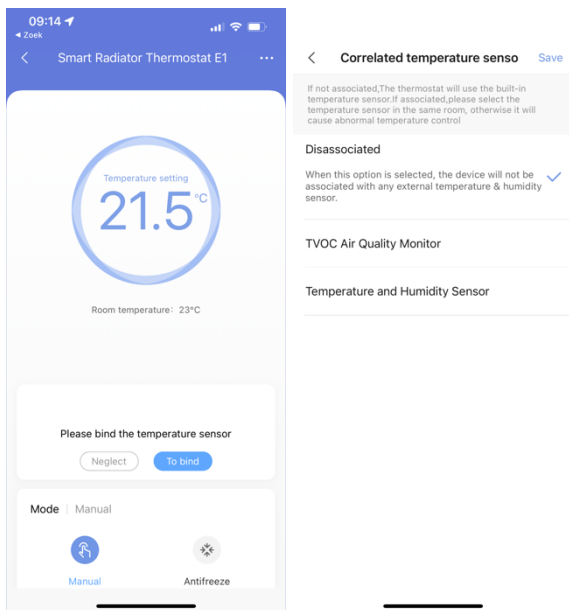 09:14
◀ Zoek
Smart Radiator Thermostat E1
Temperature setting
21.5°C
Room temperature: 23°C
Please bind the temperature sensor
Neglect
To bind
Mode | Manual
Manual
Antifreeze
Correlated temperature senso
Save
If not associated,The thermostat will use the built-in
temperature sensor.If associated,please select the
temperature sensor in the same room, otherwise it will
cause abnormal temperature control
Disassociated
When this option is selected, the device will not be
associated with any external temperature & humidity
sensor.
TVOC Air Quality Monitor
Temperature and Humidity Sensor